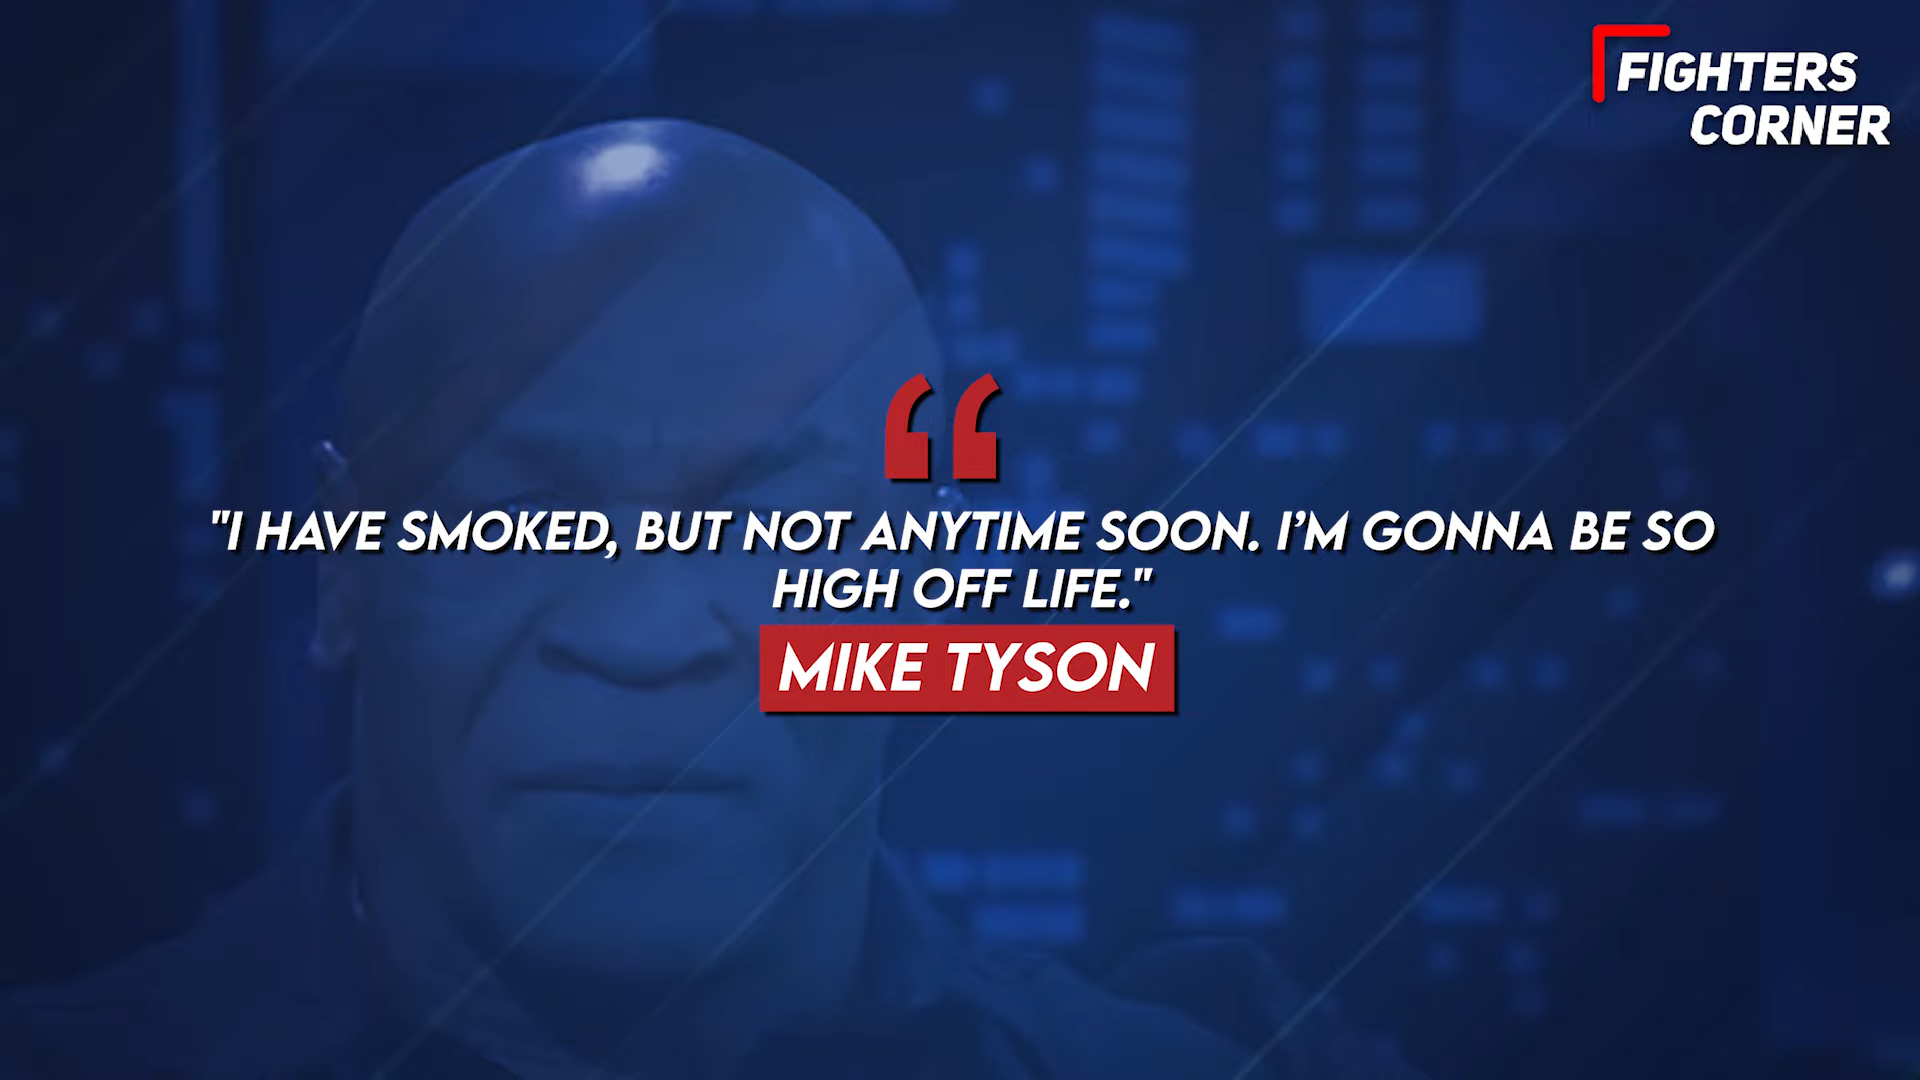 FIGHTERS
CORNER
“
"I HAVE SMOKED, BUT NOT ANYTIME SOON. I’M GONNA BE SO
HIGH OFF LIFE."
MIKE TYSON